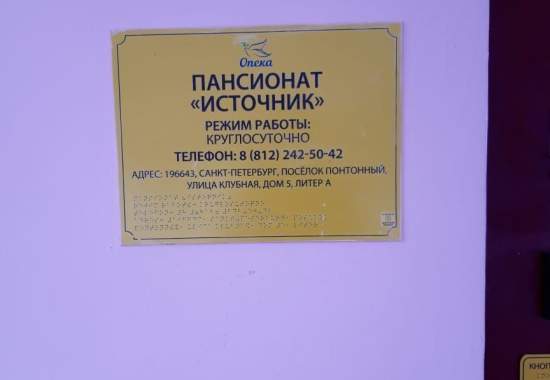 Опека
ПАНСИОНАТ
«ИСТОЧНИК»
РЕЖИМ РАБОТЫ:
КРУГЛОСУТОЧНО
ТЕЛЕФОН: 8 (812) 242-50-42
АДРЕС: 196643, САНКТ-ПЕТЕРБУРГ, ПОСЁЛОК ПОНТОННЫЙ,
УЛИЦА КЛУБНАЯ, ДОМ 5, ЛИТЕР А